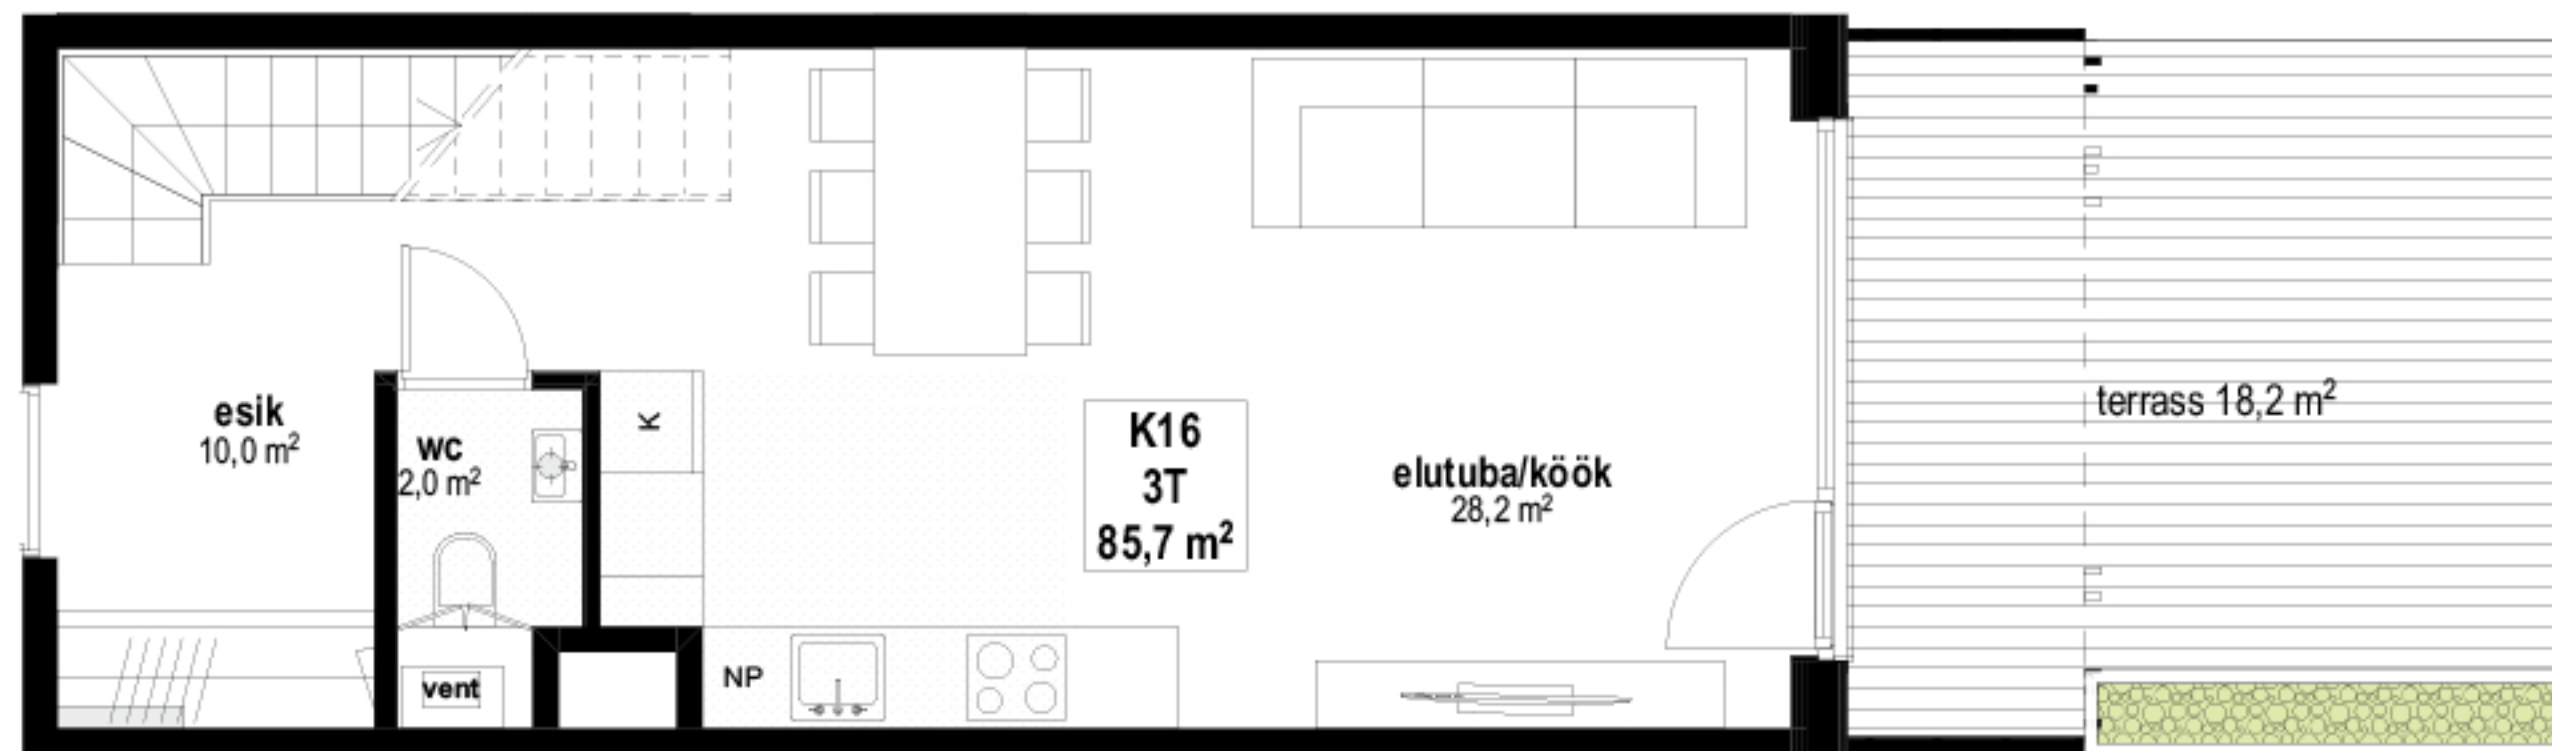 esik
10,0 m²
wc
2,0 m²
vent
K
NP
K16
3T
85,7 m²
elutuba/köök
28,2 m²
terrass 18,2 m²